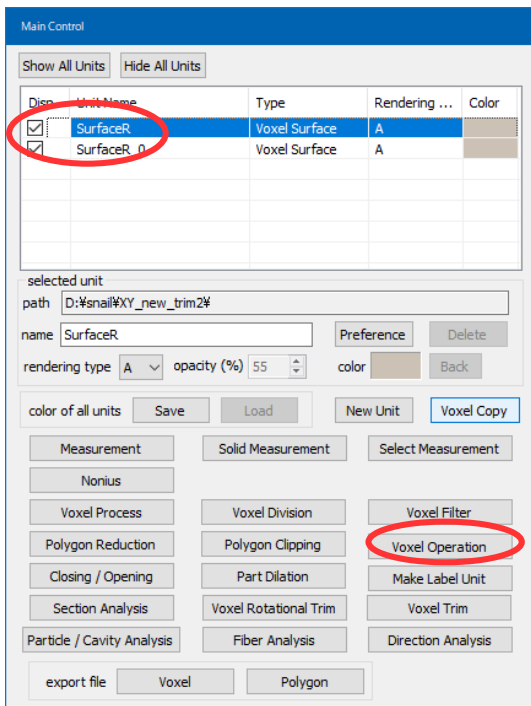 Main Control
Show All Units Hide All Units
Disp Unit Name Type Rendering ... Color
SurfaceR Voxel Surface A
SurfaceR_0 Voxel Surface A
selected unit
path D:¥snail¥XY_new_trim2¥
name SurfaceR Preference Delete
rendering type A opacity (%) 55 color Back
color of all units Save Load New Unit Voxel Copy
Measurement Solid Measurement Select Measurement
Nonius
Voxel Process Voxel Division Voxel Filter
Polygon Reduction Polygon Clipping Voxel Operation
Closing / Opening Part Dilation Make Label Unit
Section Analysis Voxel Rotational Trim Voxel Trim
Particle / Cavity Analysis Fiber Analysis Direction Analysis
export file Voxel Polygon